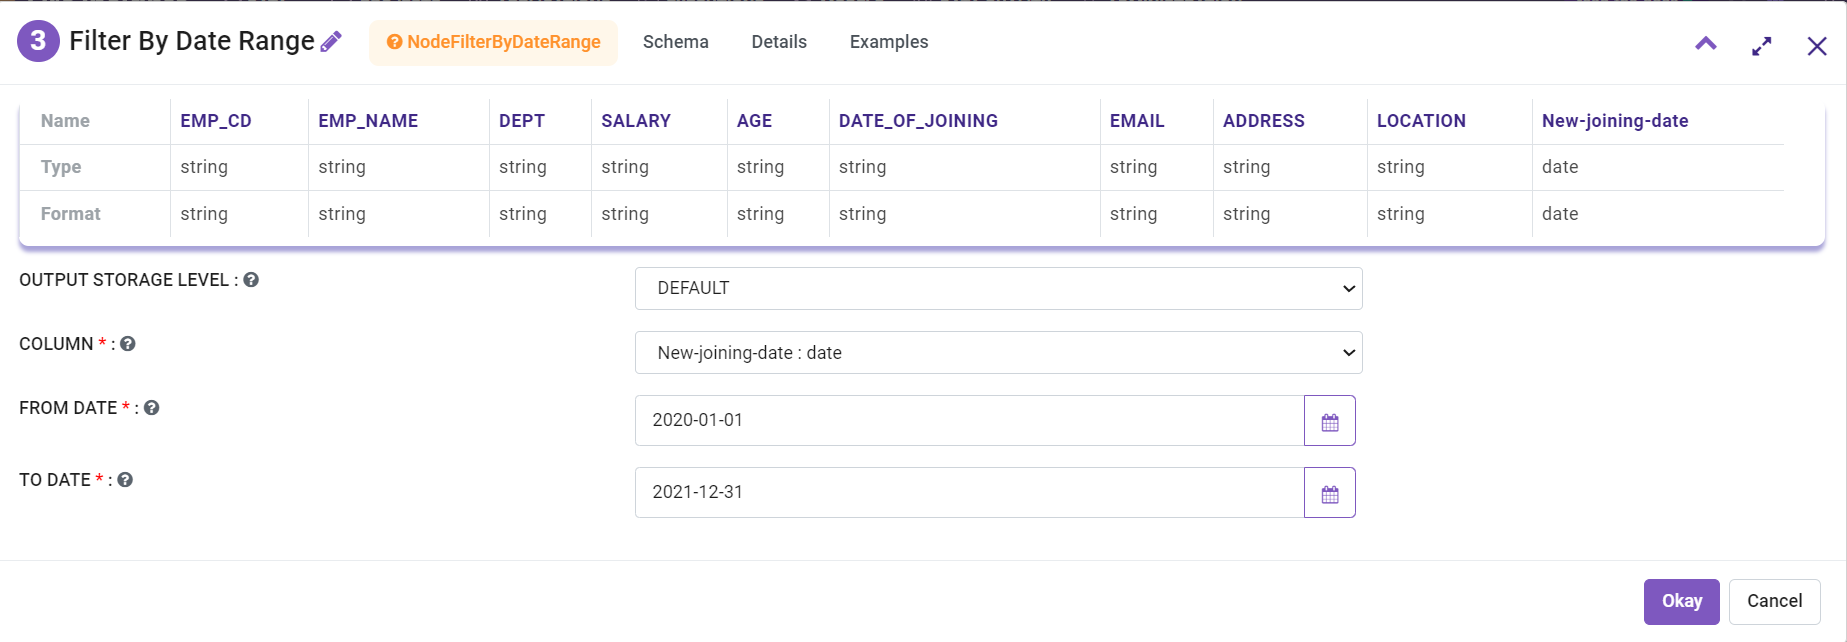 3 Filter By Date Range NodeFilterByDateRange Schema Details Examples
Name EMP_CD EMP_NAME DEPT SALARY AGE DATE_OF_JOINING EMAIL ADDRESS LOCATION New-joining-date
Type string string string string string string string string string date
Format string string string string string string string string string date
OUTPUT STORAGE LEVEL : DEFAULT
COLUMN * : New-joining-date : date
FROM DATE * : 2020-01-01
TO DATE * : 2021-12-31
Okay Cancel